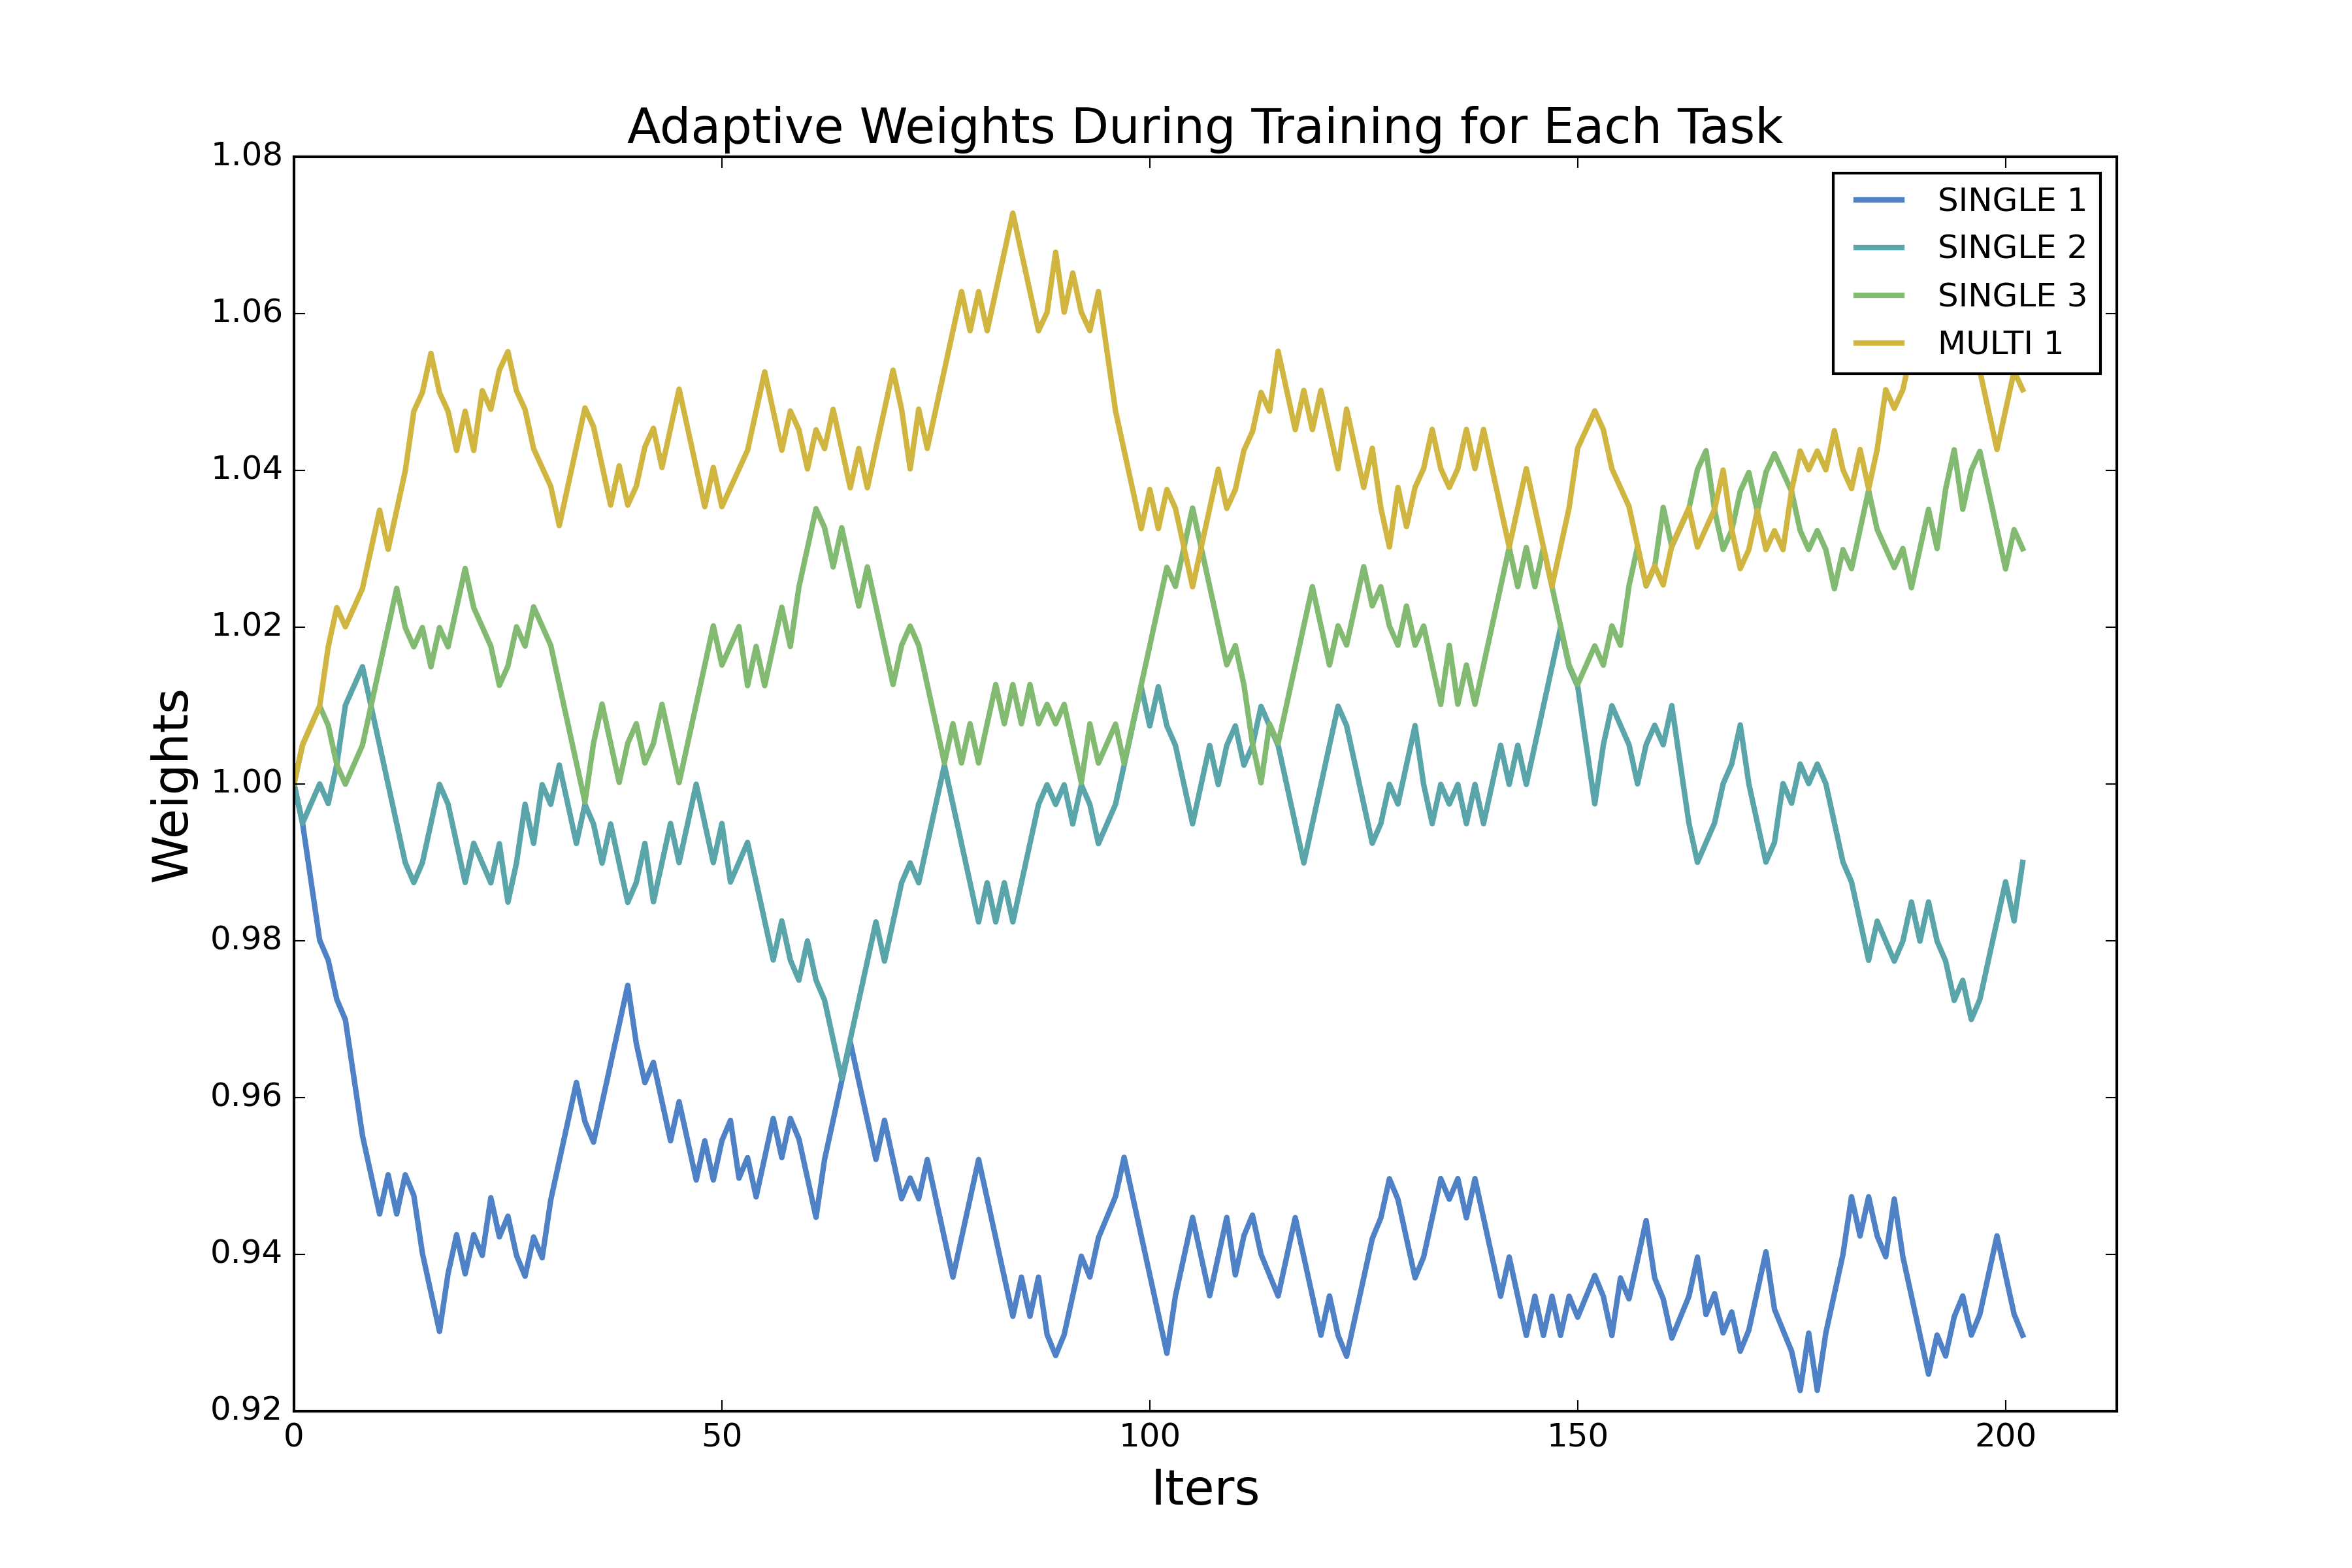 Adaptive Weights During Training for Each Task
1.08
1.06
1.04
1.02
1.00
0.98
0.96
0.94
0.92
Weights
0 50 100 150 200
Iters
SINGLE 1
SINGLE 2
SINGLE 3
MULTI 1